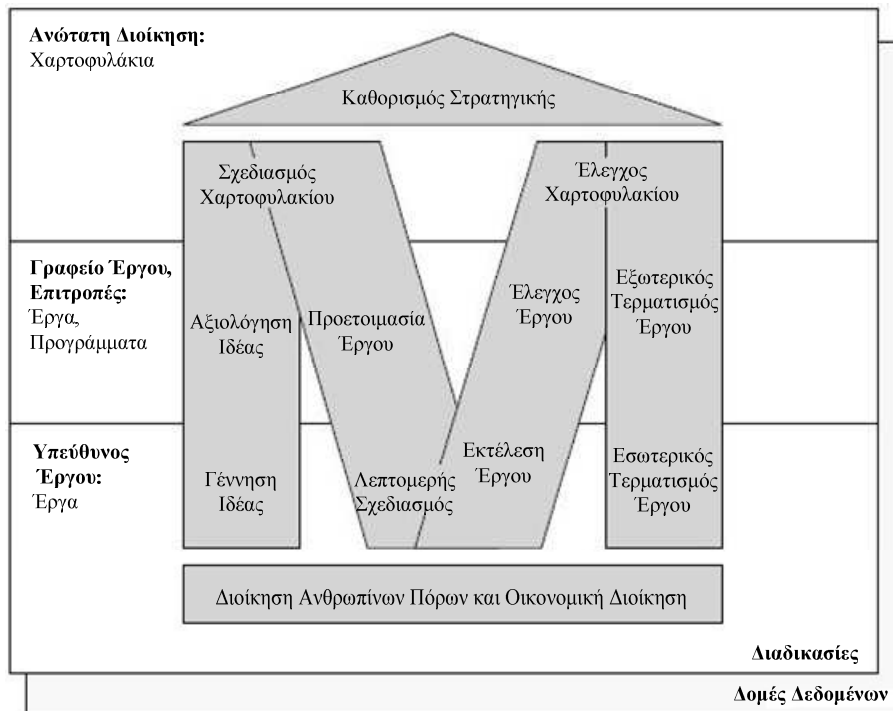 Ανώτατη Διοίκηση:
Χαρτοφυλάκια
Καθορισμός Στρατηγικής
Σχεδιασμός
Χαρτοφυλακίου
Έλεγχος
Χαρτοφυλακίου
Γραφείο Έργου,
Επιτροπές:
Έργα,
Προγράμματα
Αξιολόγηση
Ιδέας
Προετοιμασία
Έργου
Έλεγχος
Έργου
Εξωτερικός
Τερματισμός
Έργου
Υπεύθυνος
Έργου:
Έργα
Γέννηση
Ιδέας
Λεπτομερής
Σχεδιασμός
Εκτέλεση
Έργου
Εσωτερικός
Τερματισμός
Έργου
Διοίκηση Ανθρωπίνων Πόρων και Οικονομική Διοίκηση
Διαδικασίες
Δομές Δεδομένων